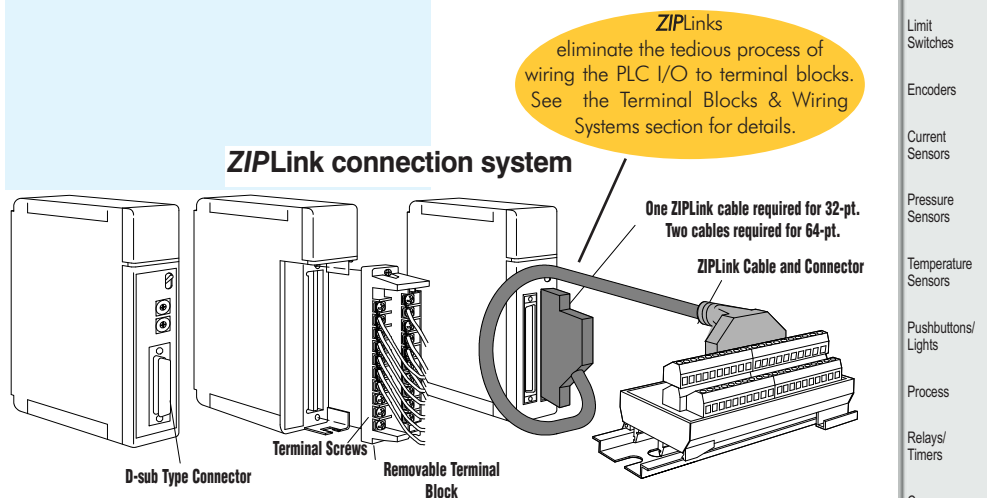 ZIPLinks
eliminate the tedious process of
wiring the PLC I/O to terminal blocks.
See the Terminal Blocks & Wiring
Systems section for details.
ZIPLink connection system
One ZIPLink cable required for 32-pt.
Two cables required for 64-pt.
ZIPLink Cable and Connector
Terminal Screws
D-sub Type Connector
Removable Terminal
Block
Limit
Switches
Encoders
Current
Sensors
Pressure
Sensors
Temperature
Sensors
Pushbuttons/
Lights
Process
Relays/
Timers